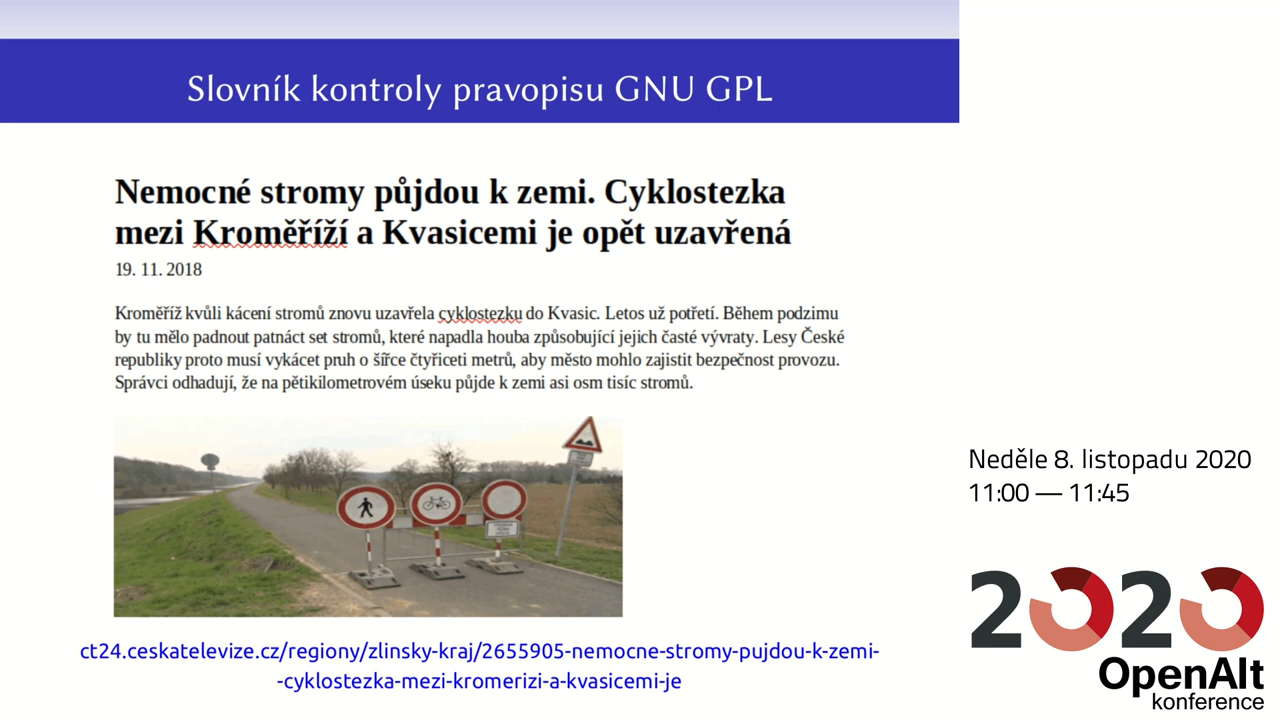 Slovník kontroly pravopisu GNU GPL
Nemocné stromy půjdou k zemi. Cyklostezka
mezi Kroměříží a Kvasicemi je opět uzavřená
19. 11. 2018
Kroměříž kvůli kácení stromů znovu uzavřela cyklostezku do Kvasic. Letos už potřetí. Během podzimu
by tu mělo padnout patnáct set stromů, které napadla houba způsobující jejich časté vývraty. Lesy České
republiky proto musí vykácet pruh o šířce čtyřiceti metrů, aby město mohlo zajistit bezpečnost provozu.
Správci odhadují, že na pětikilometrovém úseku půjde k zemi asi osm tisíc stromů.
ct24.ceskatelevize.cz/regiony/zlinsky-kraj/2655905-nemocne-stromy-pujdou-k-zemi-
-cyklostezka-mezi-kromerizi-a-kvasicemi-je
Neděle 8. listopadu 2020
11:00 — 11:45
2020
OpenAlt
konference